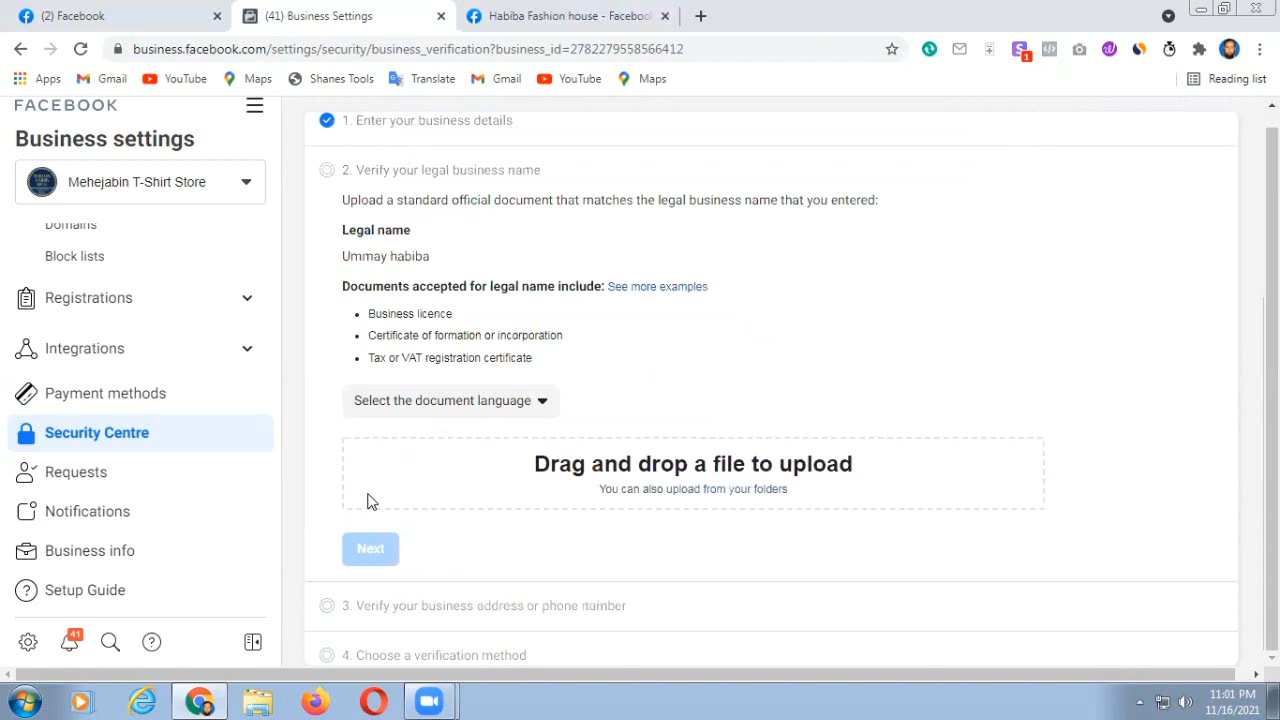 (2) Facebook
(41) Business Settings
Habiba Fashion house - Facebook
business.facebook.com/settings/security/business_verification?business_id=2782279558566412
1
Apps
Gmail
YouTube
Maps
Shanes Tools
Translate
Gmail
YouTube
Maps
Reading list
FACEBOOK
Business settings
Mehejabin T-Shirt Store
Domains
Block lists
Registrations
Integrations
Payment methods
Security Centre
Requests
Notifications
Business info
Setup Guide
41
1. Enter your business details
2. Verify your legal business name
Upload a standard official document that matches the legal business name that you entered:
Legal name
Ummay habiba
Documents accepted for legal name include: See more examples
• Business licence
• Certificate of formation or incorporation
• Tax or VAT registration certificate
Select the document language
Drag and drop a file to upload
You can also upload from your folders
Next
3. Verify your business address or phone number
4. Choose a verification method
11:01 PM
11/16/2021